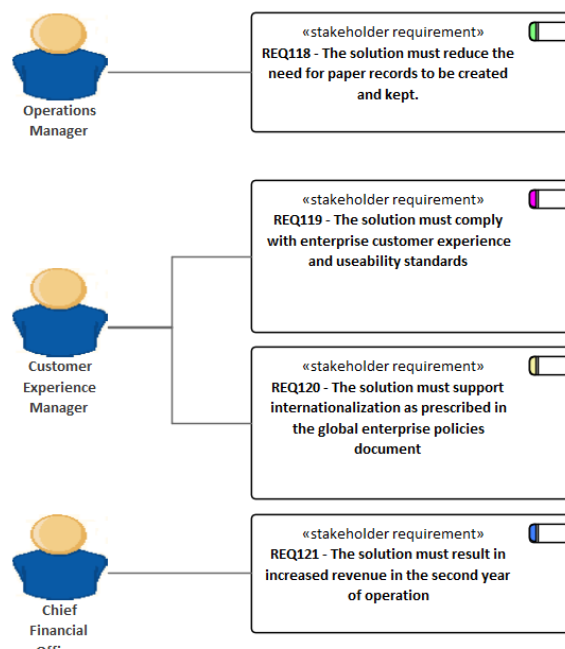 «stakeholder requirement»
REQ118 - The solution must reduce the
need for paper records to be created
and kept.
Operations
Manager
«stakeholder requirement»
REQ119 - The solution must comply
with enterprise customer experience
and useability standards
Customer
Experience
Manager
«stakeholder requirement»
REQ120 - The solution must support
internationalization as prescribed in
the global enterprise policies
document
«stakeholder requirement»
REQ121 - The solution must result in
increased revenue in the second year
of operation
Chief
Financial